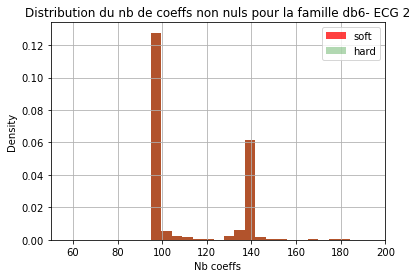 Distribution du nb de coeffs non nuls pour la famille db6- ECG 2
soft
hard
0.12
0.10
0.08
0.06
0.04
0.02
0.00
Density
60 80 100 120 140 160 180 200
Nb coeffs